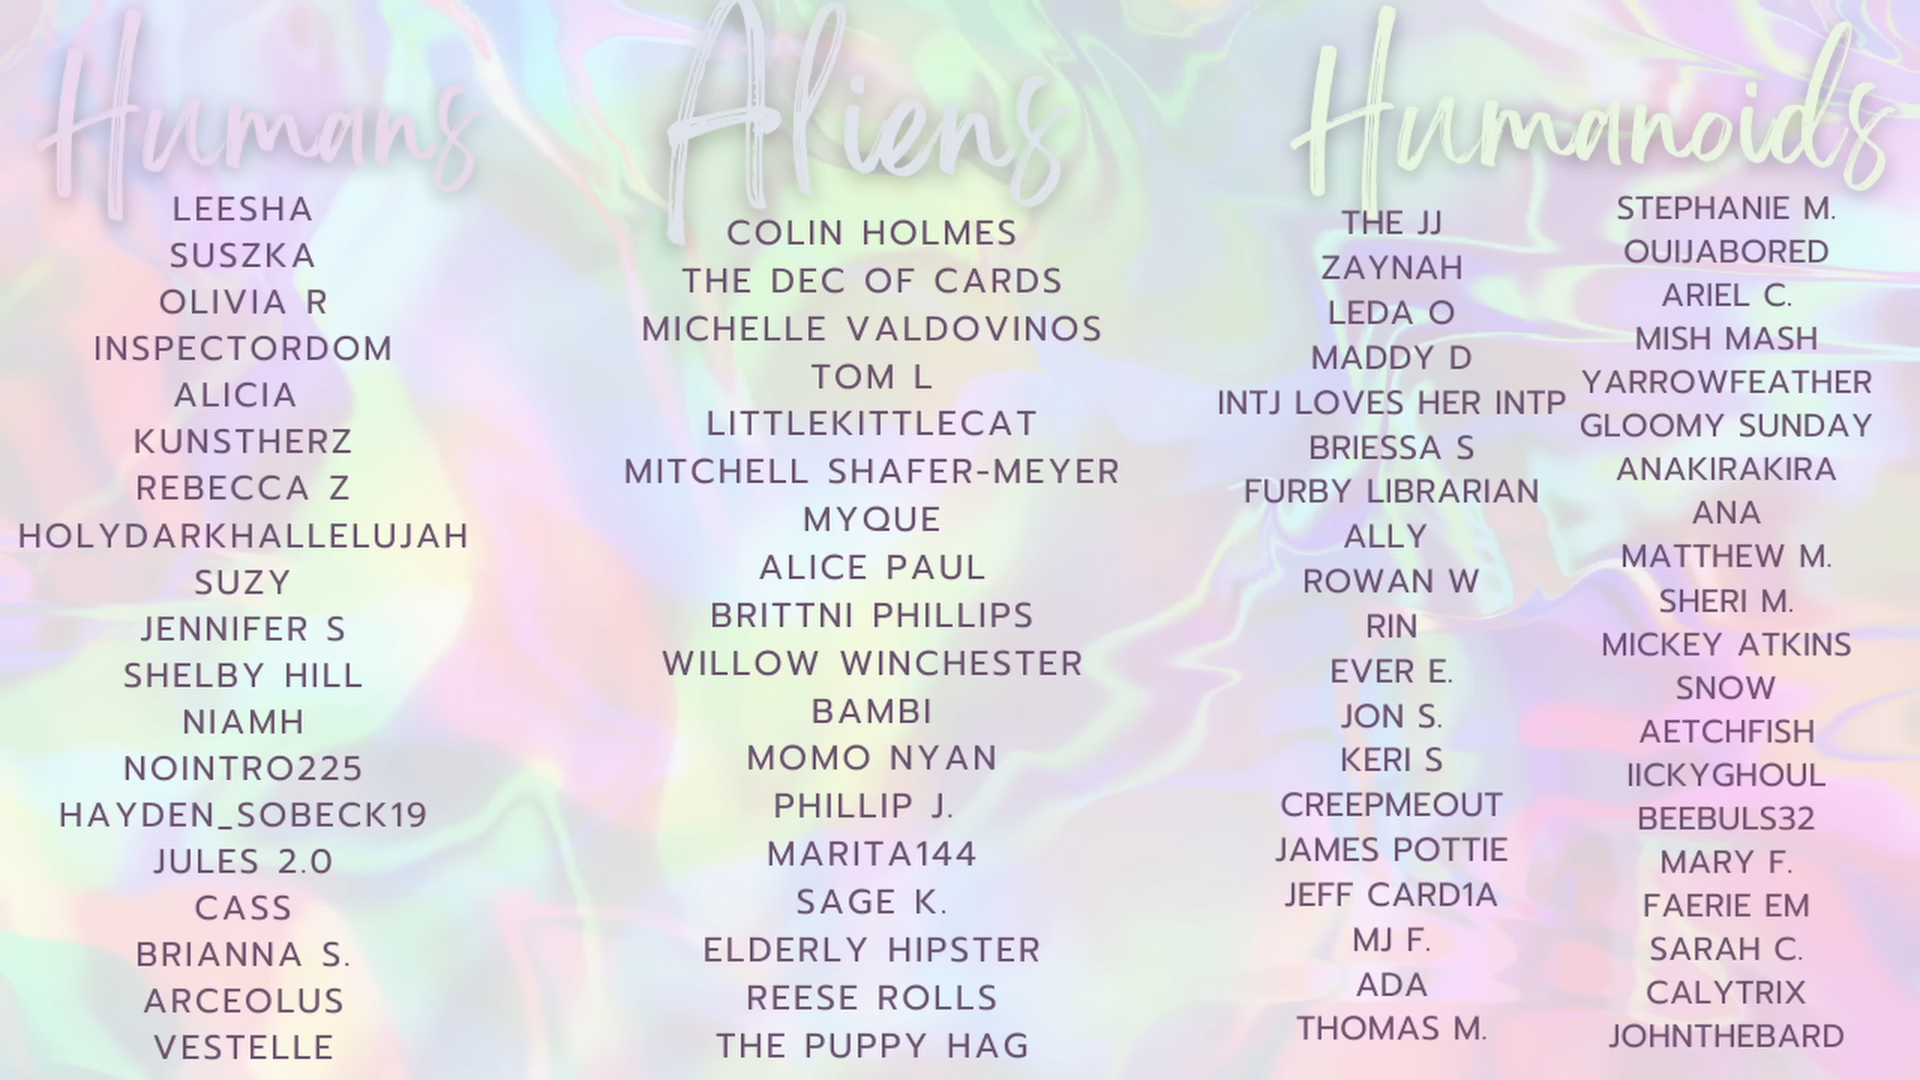 Humans
LEESHA
SUSZKA
OLIVIA R
INSPECTORDOM
ALICIA
KUNSTHERZ
REBECCA Z
HOLYDARKHALLELUJAH
SUZY
JENNIFER S
SHELBY HILL
NIAMH
NOINTRO225
HAYDEN_SOBECK19
JULES 2.0
CASS
BRIANNA S.
ARCEOLUS
VESTELLE
Aliens
COLIN HOLMES
THE DEC OF CARDS
MICHELLE VALDOVINOS
TOM L
LITTLEKITTLECAT
MITCHELL SHAFER-MEYER
MYQUE
ALICE PAUL
BRITTNI PHILLIPS
WILLOW WINCHESTER
BAMBI
MOMO NYAN
PHILLIP J.
MARITA144
SAGE K.
ELDERLY HIPSTER
REESE ROLLS
THE PUPPY HAG
Humanoids
THE JJ
ZAYNAH
LEDA O
MADDY D
INTJ LOVES HER INTP
BRIESSA S
FURBY LIBRARIAN
ALLY
ROWAN W
RIN
EVER E.
JON S.
KERI S
CREEPMEOUT
JAMES POTTIE
JEFF CARD1A
MJ F.
ADA
THOMAS M.
STEPHANIE M.
OUIJABORED
ARIEL C.
MISH MASH
YARROWFEATHER
GLOOMY SUNDAY
ANAKIRAKIRA
ANA
MATTHEW M.
SHERI M.
MICKEY ATKINS
SNOW
AETCHFISH
IICKYGHOUL
BEEBULS32
MARY F.
FAERIE EM
SARAH C.
CALYTRIX
JOHNTHEBARD